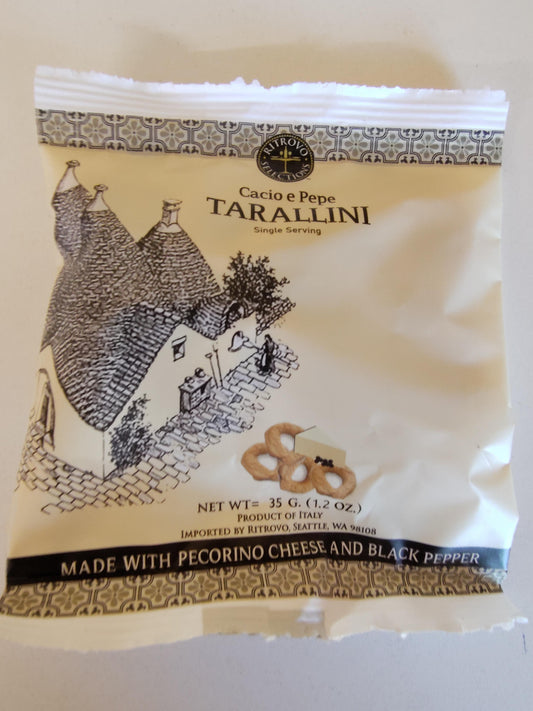 RITROVO
SELECTIONS
Cacio e Pepe
TARALLINI
Single Serving
NET WT= 35 G. (1.2 OZ.)
PRODUCT OF ITALY
IMPORTED BY RITROVO, SEATTLE, WA 98108
MADE WITH PECORINO CHEESE AND BLACK PEPPER